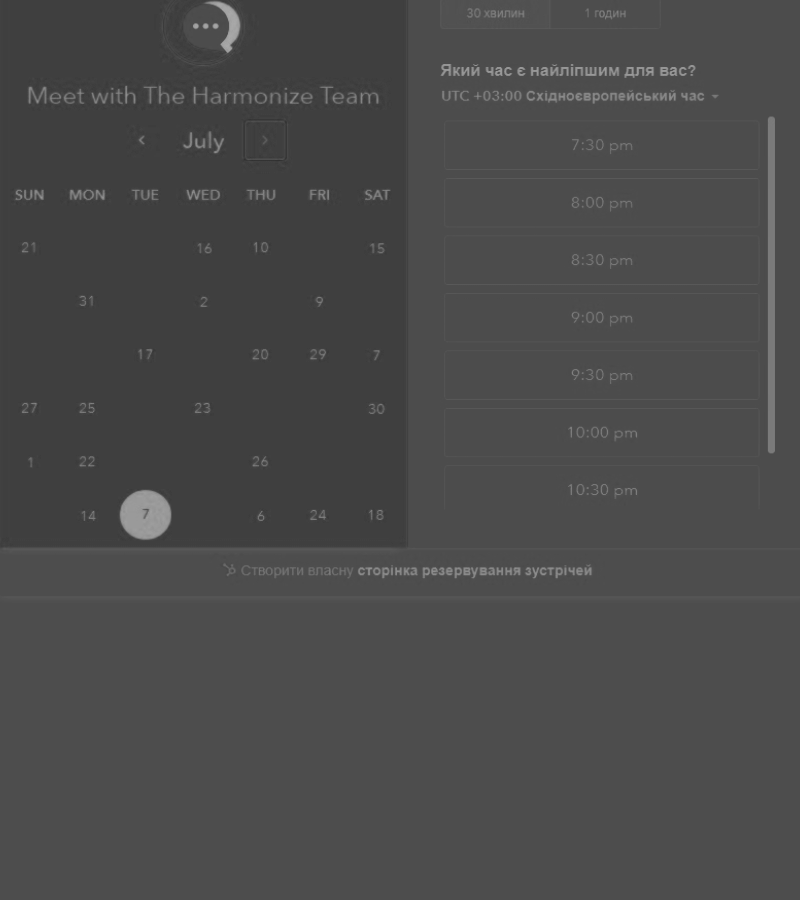 Meet with The Harmonize Team
July
SUN MON TUE WED THU FRI SAT
21 16 10 15
31 2 9
17 20 29 7
27 25 23 30
1 22 26
14 7 6 24 18
30 хвилин 1 годин
Який час є найліпшим для вас?
UTC +03:00 Східноєвропейський час
7:30 pm
8:00 pm
8:30 pm
9:00 pm
9:30 pm
10:00 pm
10:30 pm
Створити власну сторінка резервування зустрічей